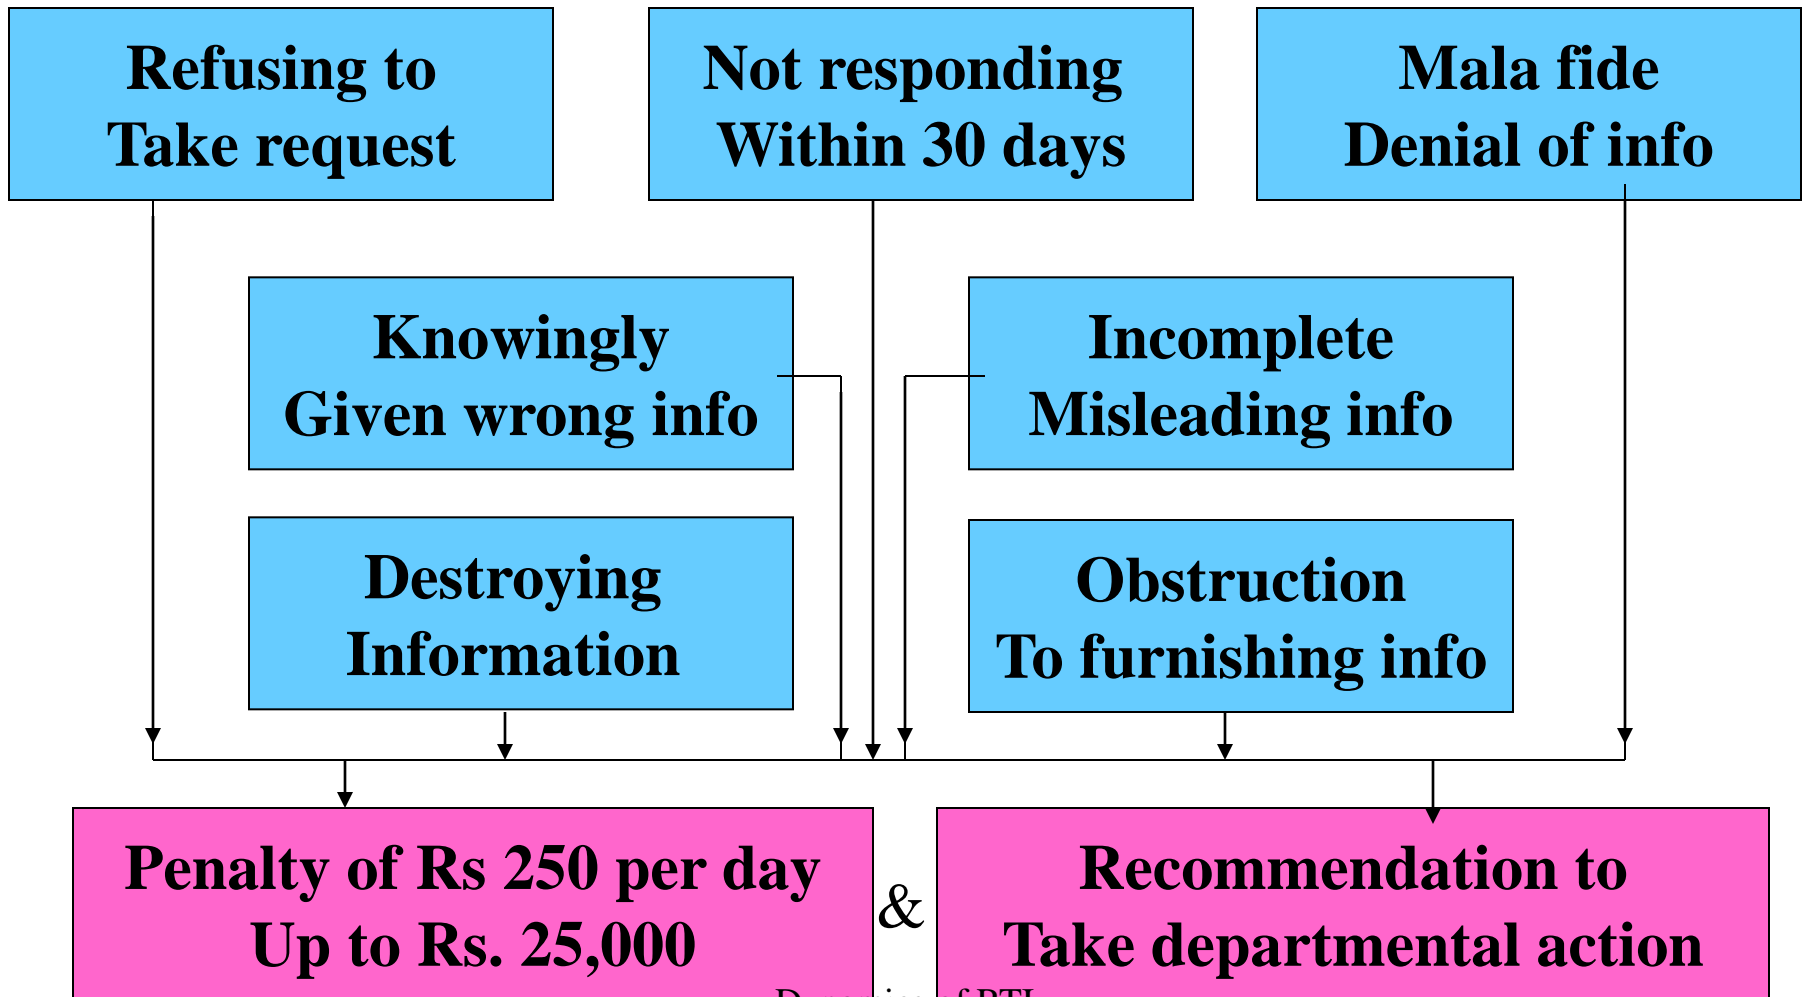 Refusing to
Take request
Not responding
Within 30 days
Mala fide
Denial of info
Knowingly
Given wrong info
Incomplete
Misleading info
Destroying
Information
Obstruction
To furnishing info
Penalty of Rs 250 per day
Up to Rs. 25,000
&
Recommendation to
Take departmental action
of RTI